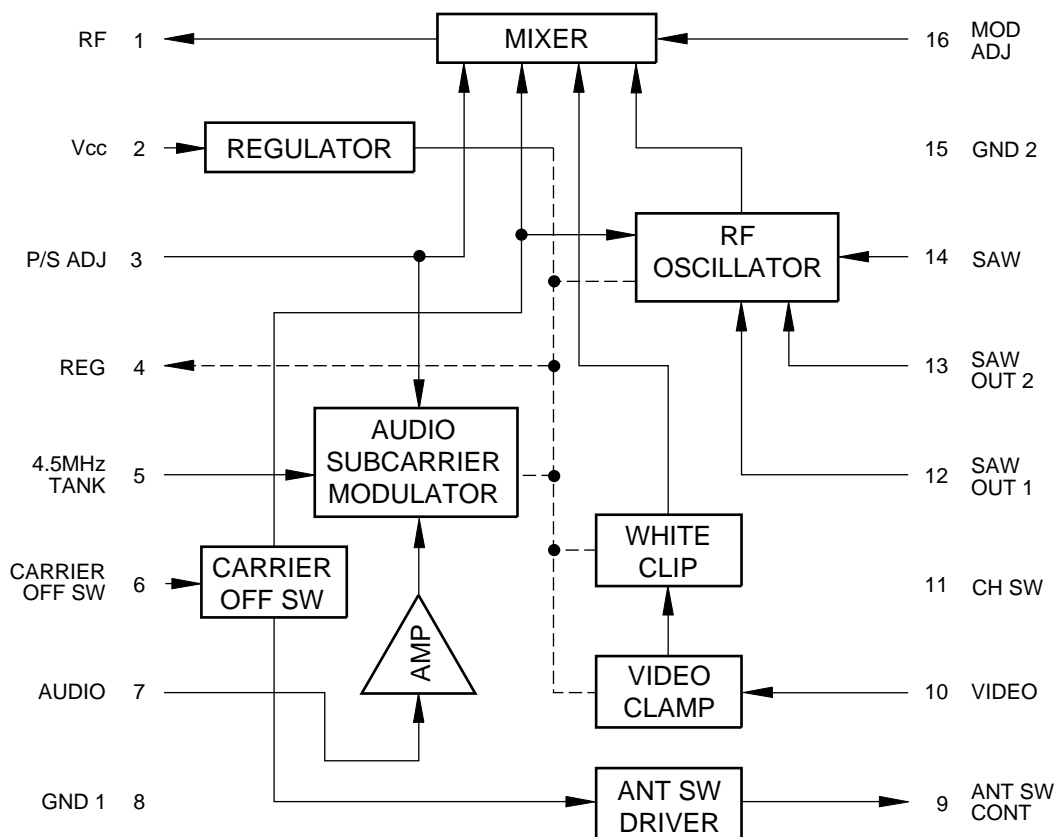 RF 1
MIXER
16 MOD
ADJ
Vcc 2
REGULATOR
15 GND 2
P/S ADJ 3
RF
OSCILLATOR
14 SAW
REG 4
13 SAW
OUT 2
4.5MHz
TANK
5
AUDIO
SUBCARRIER
MODULATOR
12 SAW
OUT 1
CARRIER
OFF SW
6
CARRIER
OFF SW
WHITE
CLIP
11 CH SW
AMP
AUDIO 7
VIDEO
CLAMP
10 VIDEO
GND 1 8
ANT SW
DRIVER
9 ANT SW
CONT